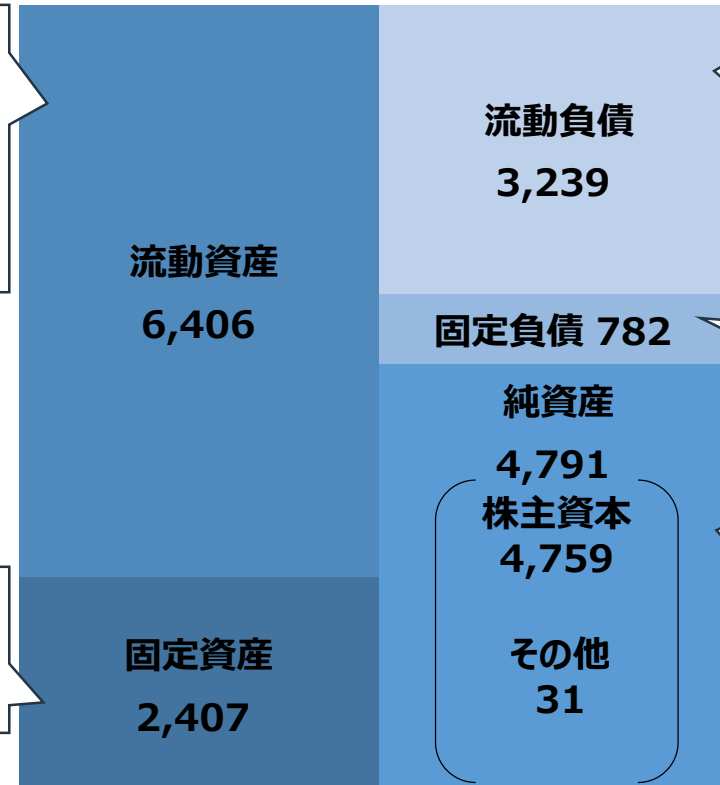 流動資産
6,406
固定資産
2,407
流動負債
3,239
固定負債 782
純資産
4,791
株主資本
4,759
その他
31